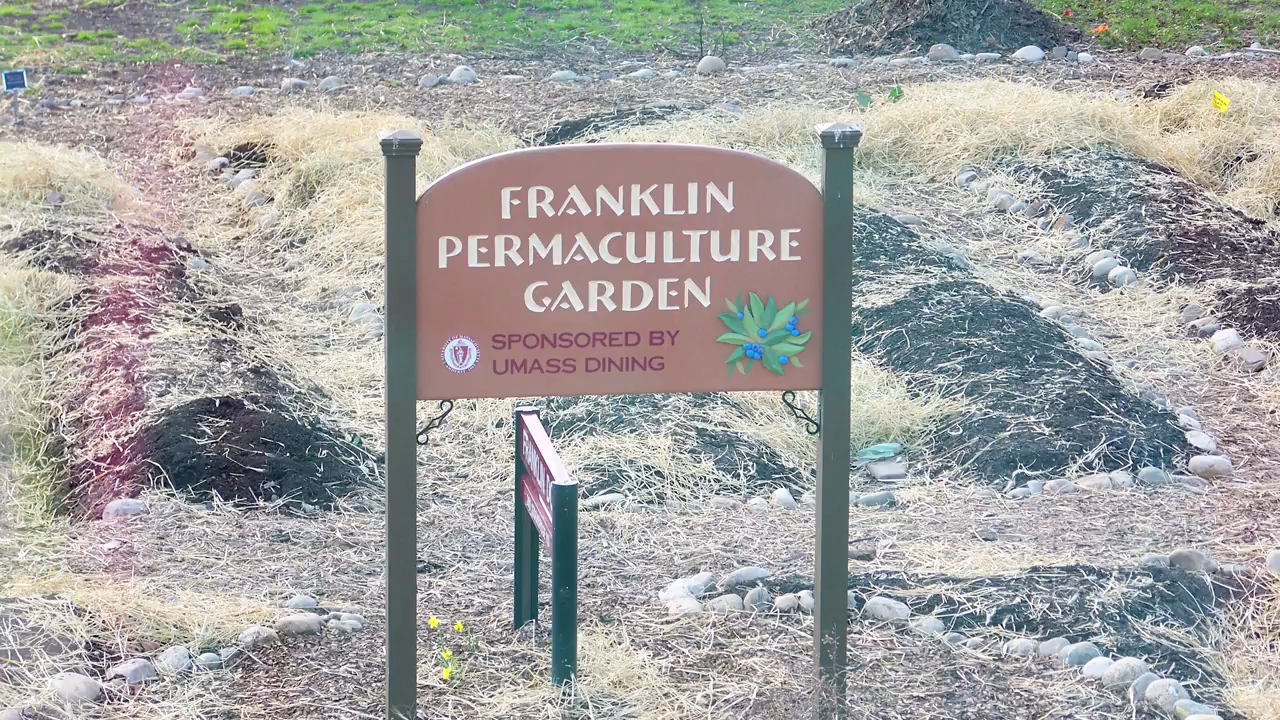 FRANKLIN
PERMACULTURE
GARDEN
SPONSORED BY
UMASS DINING